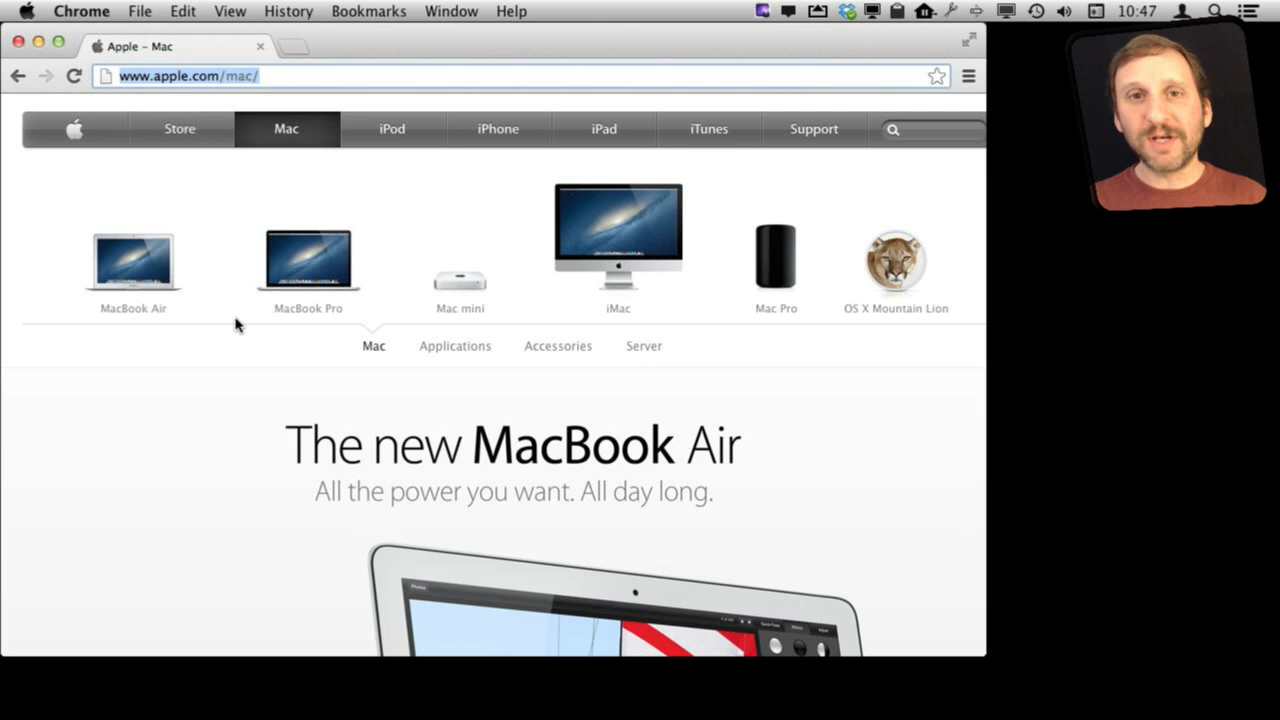 Chrome File Edit View History Bookmarks Window Help 10:47
Apple – Mac
www.apple.com/mac/
Store Mac iPod iPhone iPad iTunes Support
MacBook Air MacBook Pro Mac mini iMac Mac Pro OS X Mountain Lion
Mac Applications Accessories Server
The new MacBook Air
All the power you want. All day long.
Photos